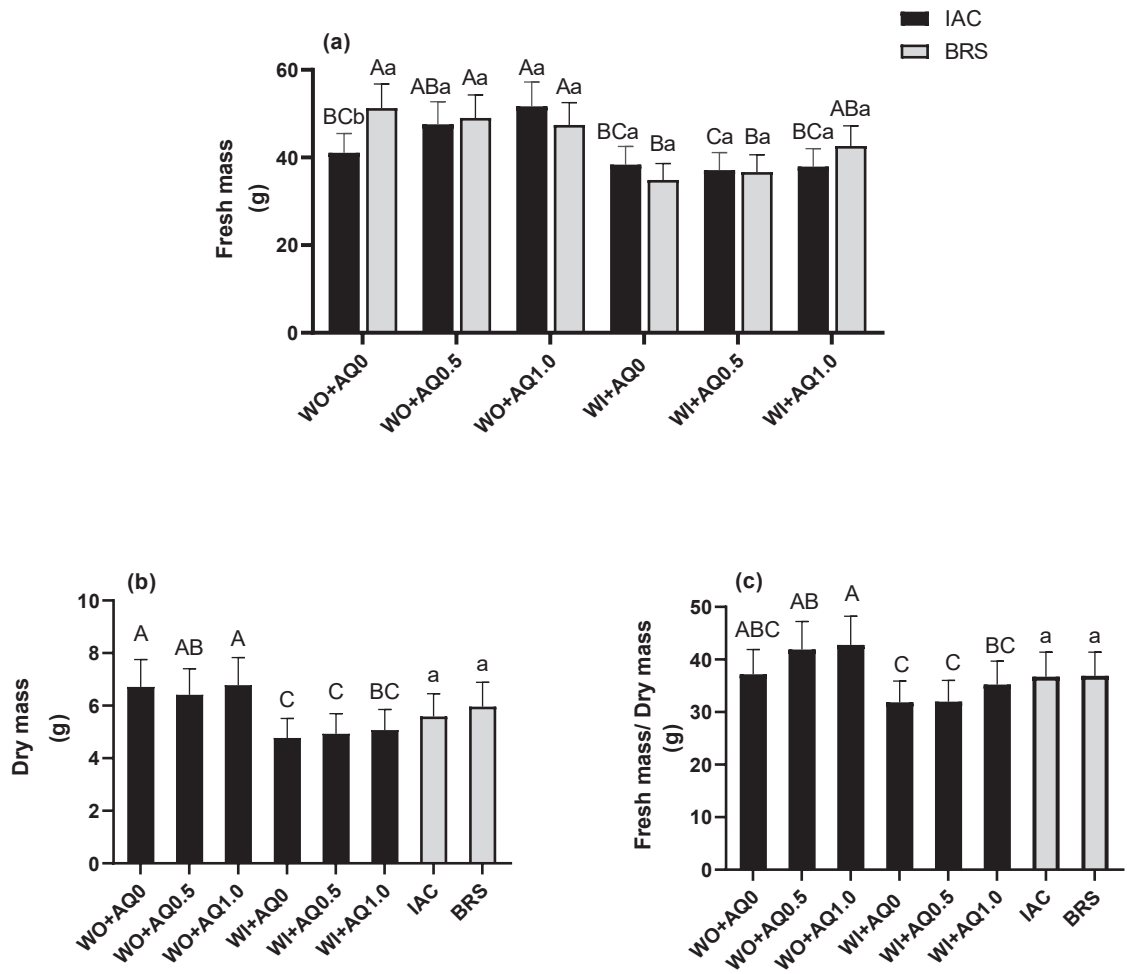 IAC
BRS
(a)
Fresh mass
(g)
60
40
20
0
BCb
Aa
ABa
Aa
Aa
Aa
BCa
Ba
Ca
Ba
BCa
ABa
WO+AQ0
WO+AQ0.5
WO+AQ1.0
WI+AQ0
WI+AQ0.5
WI+AQ1.0
(b)
Dry mass
(g)
10
8
6
4
2
0
A
AB
A
C
C
BC
a
a
WO+AQ0
WO+AQ0.5
WO+AQ1.0
WI+AQ0
WI+AQ0.5
WI+AQ1.0
IAC
BRS
(c)
Fresh mass/ Dry mass
(g)
50
40
30
20
10
0
ABC
AB
A
C
C
BC
a
a
WO+AQ0
WO+AQ0.5
WO+AQ1.0
WI+AQ0
WI+AQ0.5
WI+AQ1.0
IAC
BRS